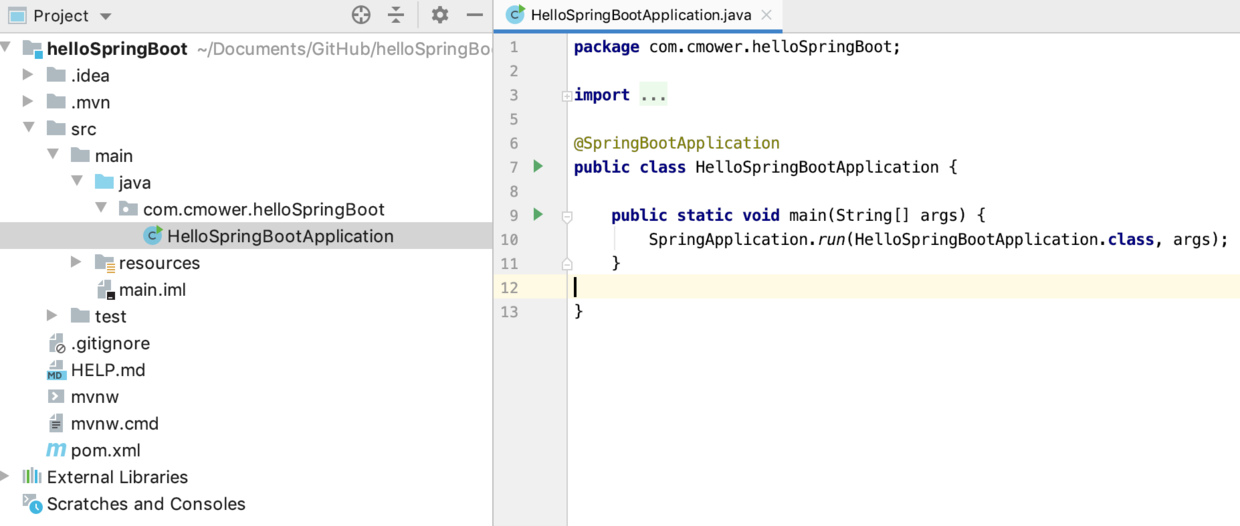 Project
helloSpringBoot ~/Documents/GitHub/helloSpringBo
.idea
.mvn
src
main
java
com.cmower.helloSpringBoot
HelloSpringBootApplication
resources
main.iml
test
.gitignore
HELP.md
mvnw
mvnw.cmd
pom.xml
External Libraries
Scratches and Consoles
HelloSpringBootApplication.java
1 package com.cmower.helloSpringBoot;
2
3 import ...
5
6 @SpringBootApplication
7 public class HelloSpringBootApplication {
8
9 public static void main(String[] args) {
10 SpringApplication.run(HelloSpringBootApplication.class, args);
11 }
12
13 }